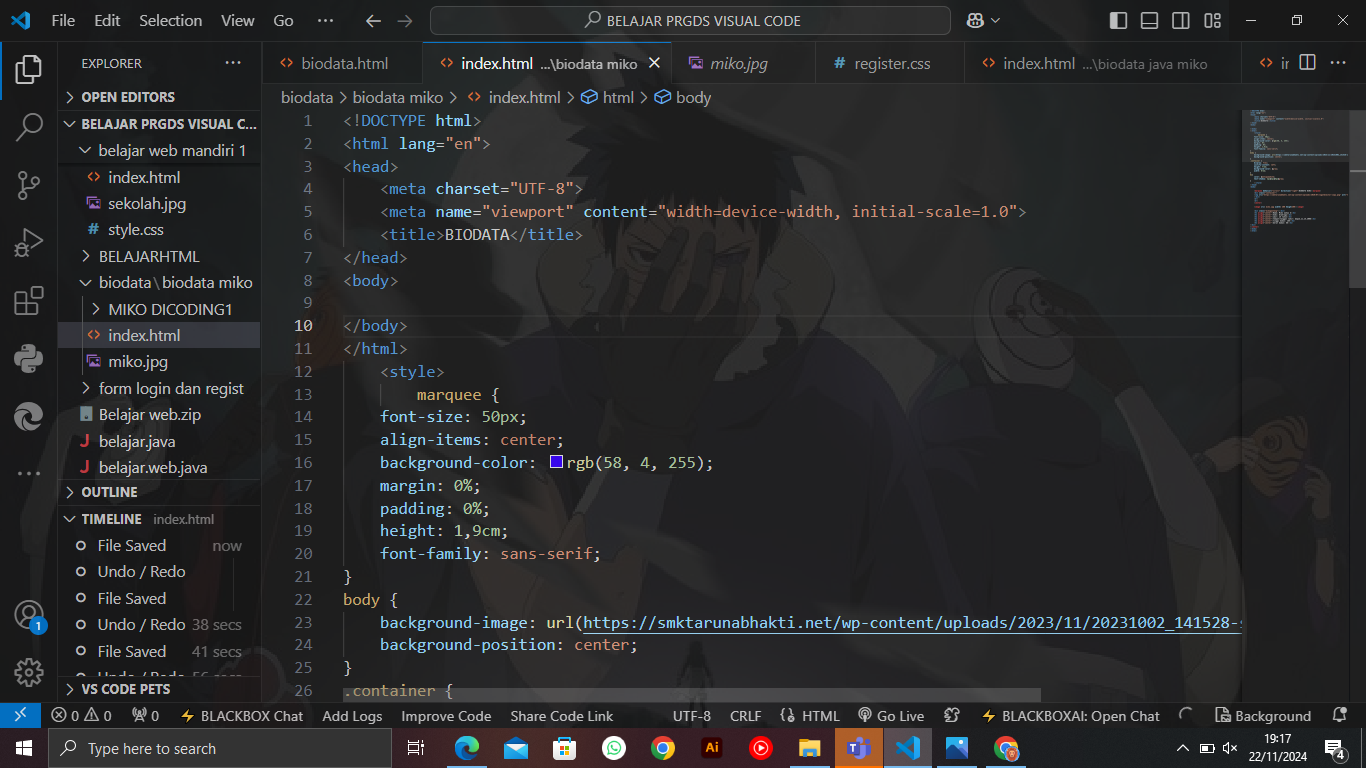 File Edit Selection View Go ··· BELAJAR PRGDS VISUAL CODE
EXPLORER ···
biodata.html index.html ...\biodata miko miko.jpg register.css index.html ...\biodata java miko
biodata > biodata miko > index.html > html > body
OPEN EDITORS
BELAJAR PRGDS VISUAL C...
belajar web mandiri 1
index.html
sekolah.jpg
style.css
BELAJARHTML
biodata \ biodata miko
MIKO DICODING1
index.html
miko.jpg
form login dan regist
Belajar web.zip
belajar.java
belajar.web.java
OUTLINE
TIMELINE index.html
File Saved now
Undo / Redo
File Saved
Undo / Redo 38 secs
File Saved 41 secs
Undo / Redo 56 secs
VS CODE PETS
1 <!DOCTYPE html>
2 <html lang="en">
3 <head>
4 <meta charset="UTF-8">
5 <meta name="viewport" content="width=device-width, initial-scale=1.0">
6 <title>BIODATA</title>
7 </head>
8 <body>
9
10 </body>
11 </html>
12 <style>
13 marquee {
14 font-size: 50px;
15 align-items: center;
16 background-color: rgb(58, 4, 255);
17 margin: 0%;
18 padding: 0%;
19 height: 1,9cm;
20 font-family: sans-serif;
21 }
22 body {
23 background-image: url(https://smktarunabhakti.net/wp-content/uploads/2023/11/20231002_141528-s
24 background-position: center;
25 }
26 .container {
1
0 0 0 BLACKBOX Chat Add Logs Improve Code Share Code Link UTF-8 CRLF HTML Go Live BLACKBOXAI: Open Chat Background
Type here to search
Ai
19:17
22/11/2024
4